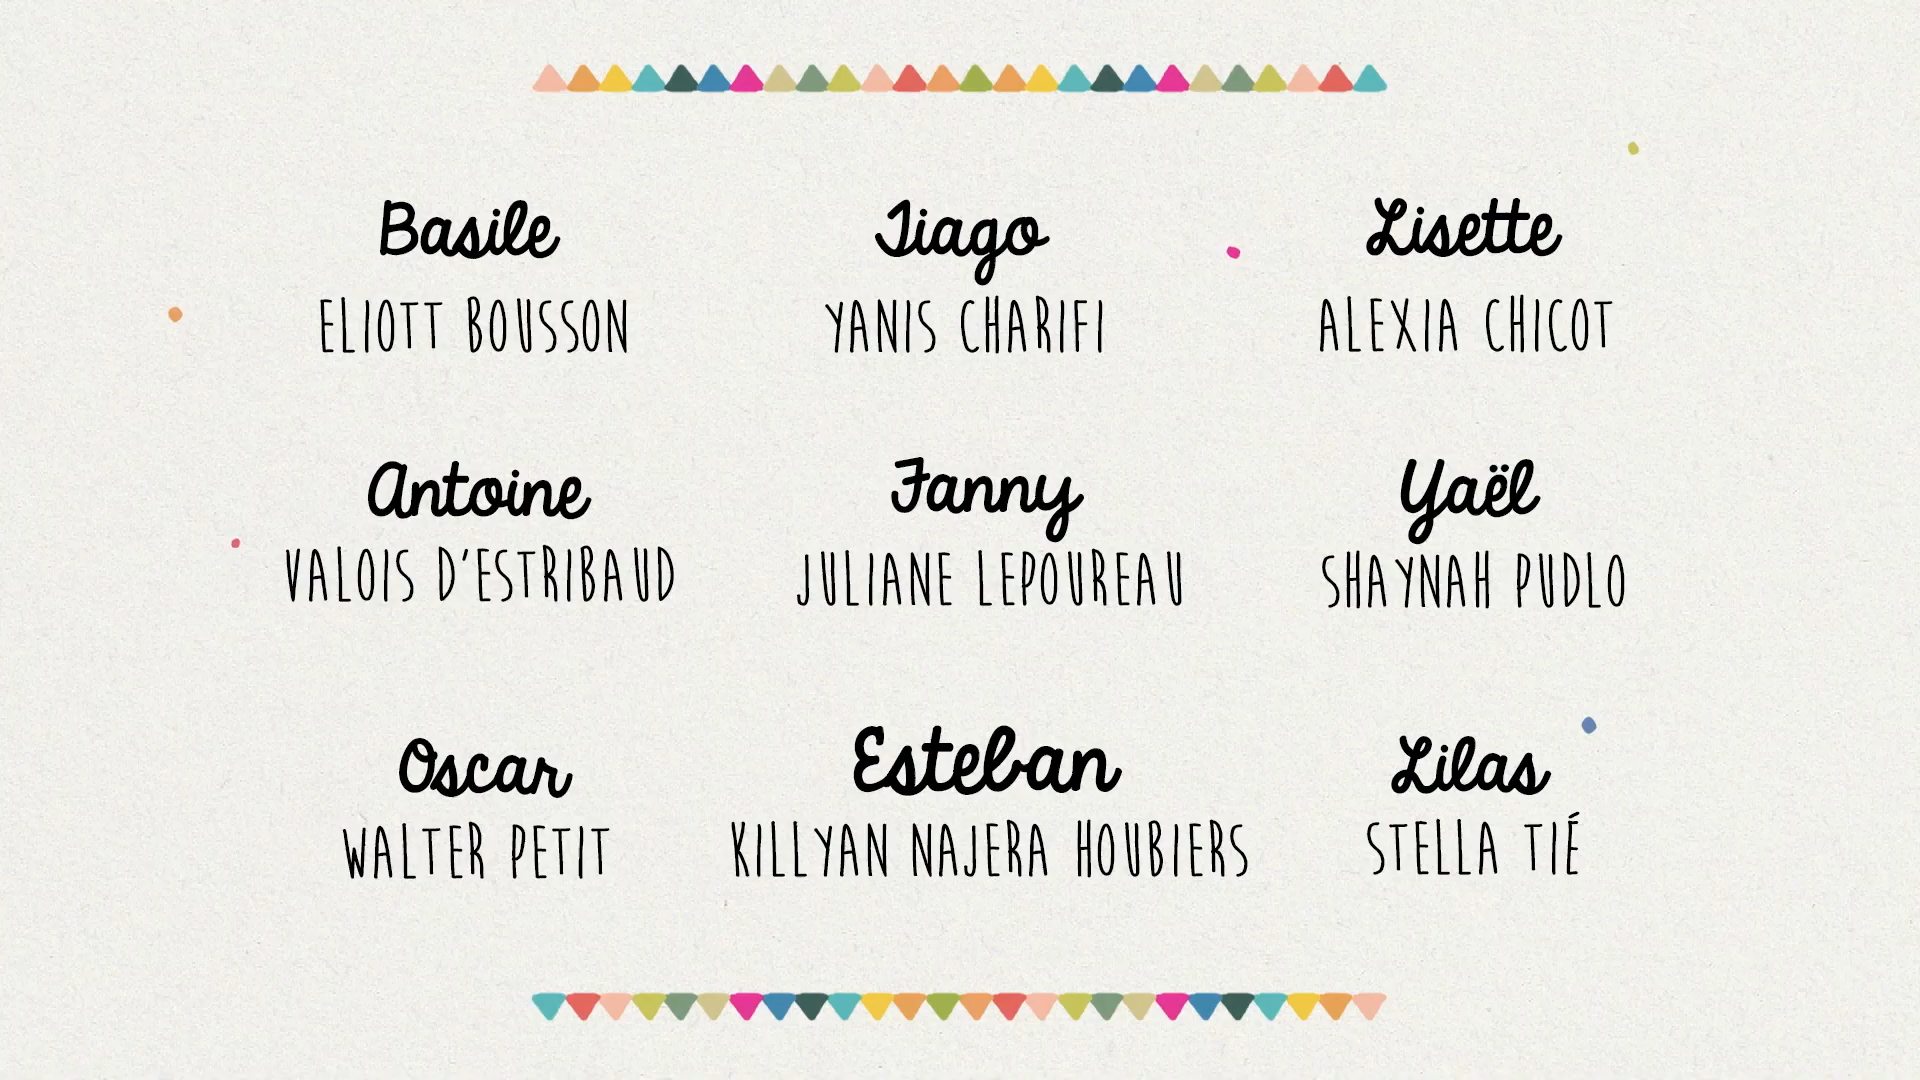 Basile
ELIOTT BOUSSON
Tiago
YANIS CHARIFI
Lisette
ALEXIA CHICOT
Antoine
VALOIS D'ESTRIBAUD
Fanny
JULIANE LEPOUREAU
Yaël
SHAYNAH PUDLO
Oscar
WALTER PETIT
Esteban
KILLYAN NAJERA HOUBIERS
Lilas
STELLA TIÉ